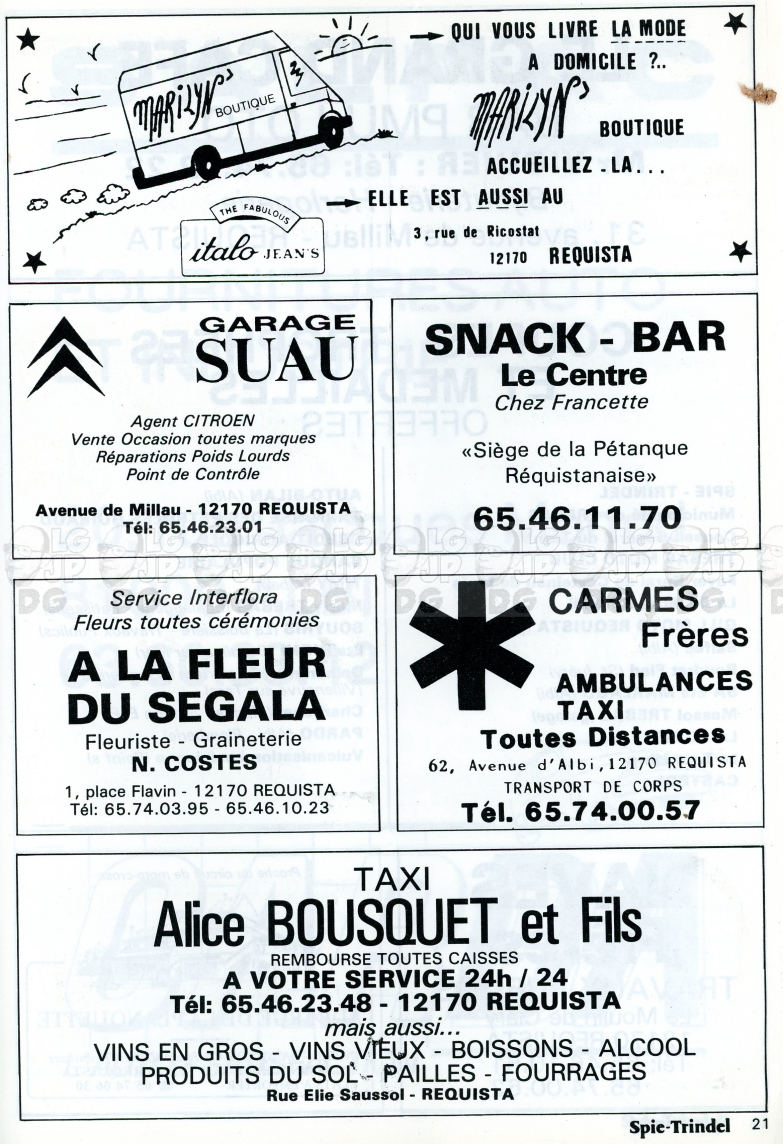 QUI VOUS LIVRE LA MODE
A DOMICILE ?..
MARILYN BOUTIQUE
MARILYN BOUTIQUE
ACCUEILLEZ - LA...
ELLE EST AUSSI AU
3, rue de Ricostat
12170 REQUISTA
THE FABULOUS
italo JEAN'S
GARAGE
SUAU
Agent CITROEN
Vente Occasion toutes marques
Réparations Poids Lourds
Point de Contrôle
Avenue de Millau - 12170 REQUISTA
Tél: 65.46.23.01
SNACK - BAR
Le Centre
Chez Francette
«Siège de la Pétanque
Réquistanaise»
65.46.11.70
Service Interflora
Fleurs toutes cérémonies
A LA FLEUR
DU SEGALA
Fleuriste - Graineterie
N. COSTES
1, place Flavin - 12170 REQUISTA
Tél: 65.74.03.95 - 65.46.10.23
CARMES
Frères
AMBULANCES
TAXI
Toutes Distances
62, Avenue d'Albi, 12170 REQUISTA
TRANSPORT DE CORPS
Tél. 65.74.00.57
TAXI
Alice BOUSQUET et Fils
REMBOURSE TOUTES CAISSES
A VOTRE SERVICE 24h / 24
Tél: 65.46.23.48 - 12170 REQUISTA
mais aussi...
VINS EN GROS - VINS VIEUX - BOISSONS - ALCOOL
PRODUITS DU SOL - PAILLES - FOURRAGES
Rue Elie Saussol - REQUISTA
Spie-Trindel 21